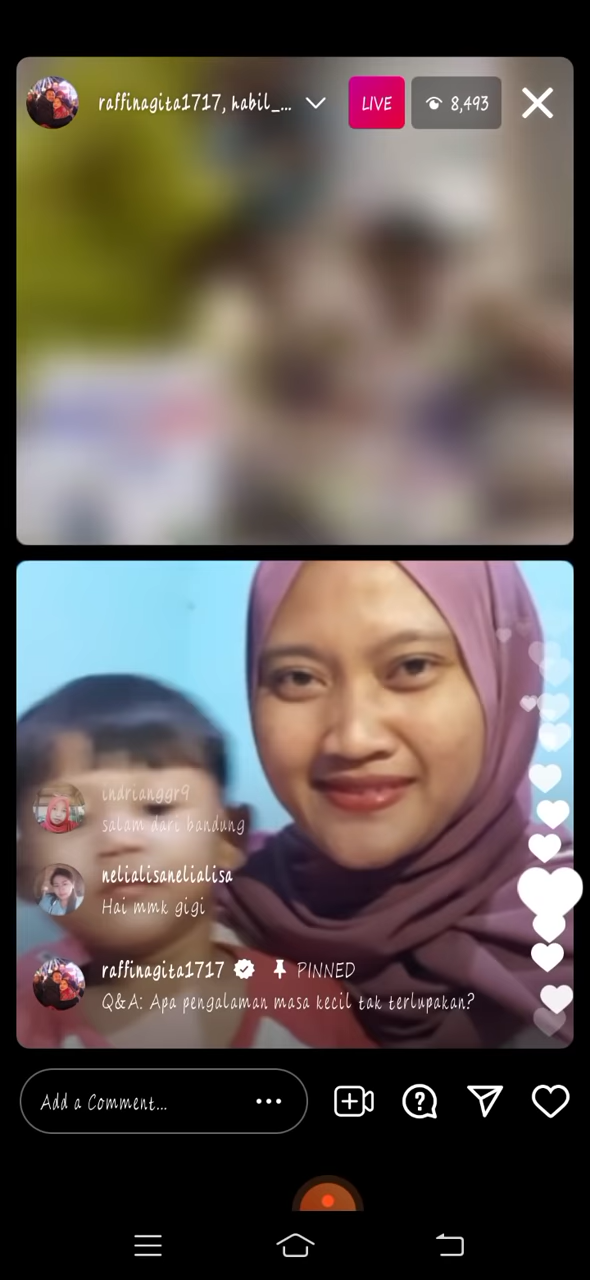 raffinagita1717, habil_...
LIVE
8,493
indrianggr9
salam dari bandung
nelialisanelialisa
Hai mmk gigi
raffinagita1717 PINNED
Q&A: Apa pengalaman masa kecil tak terlupakan?
Add a Comment...